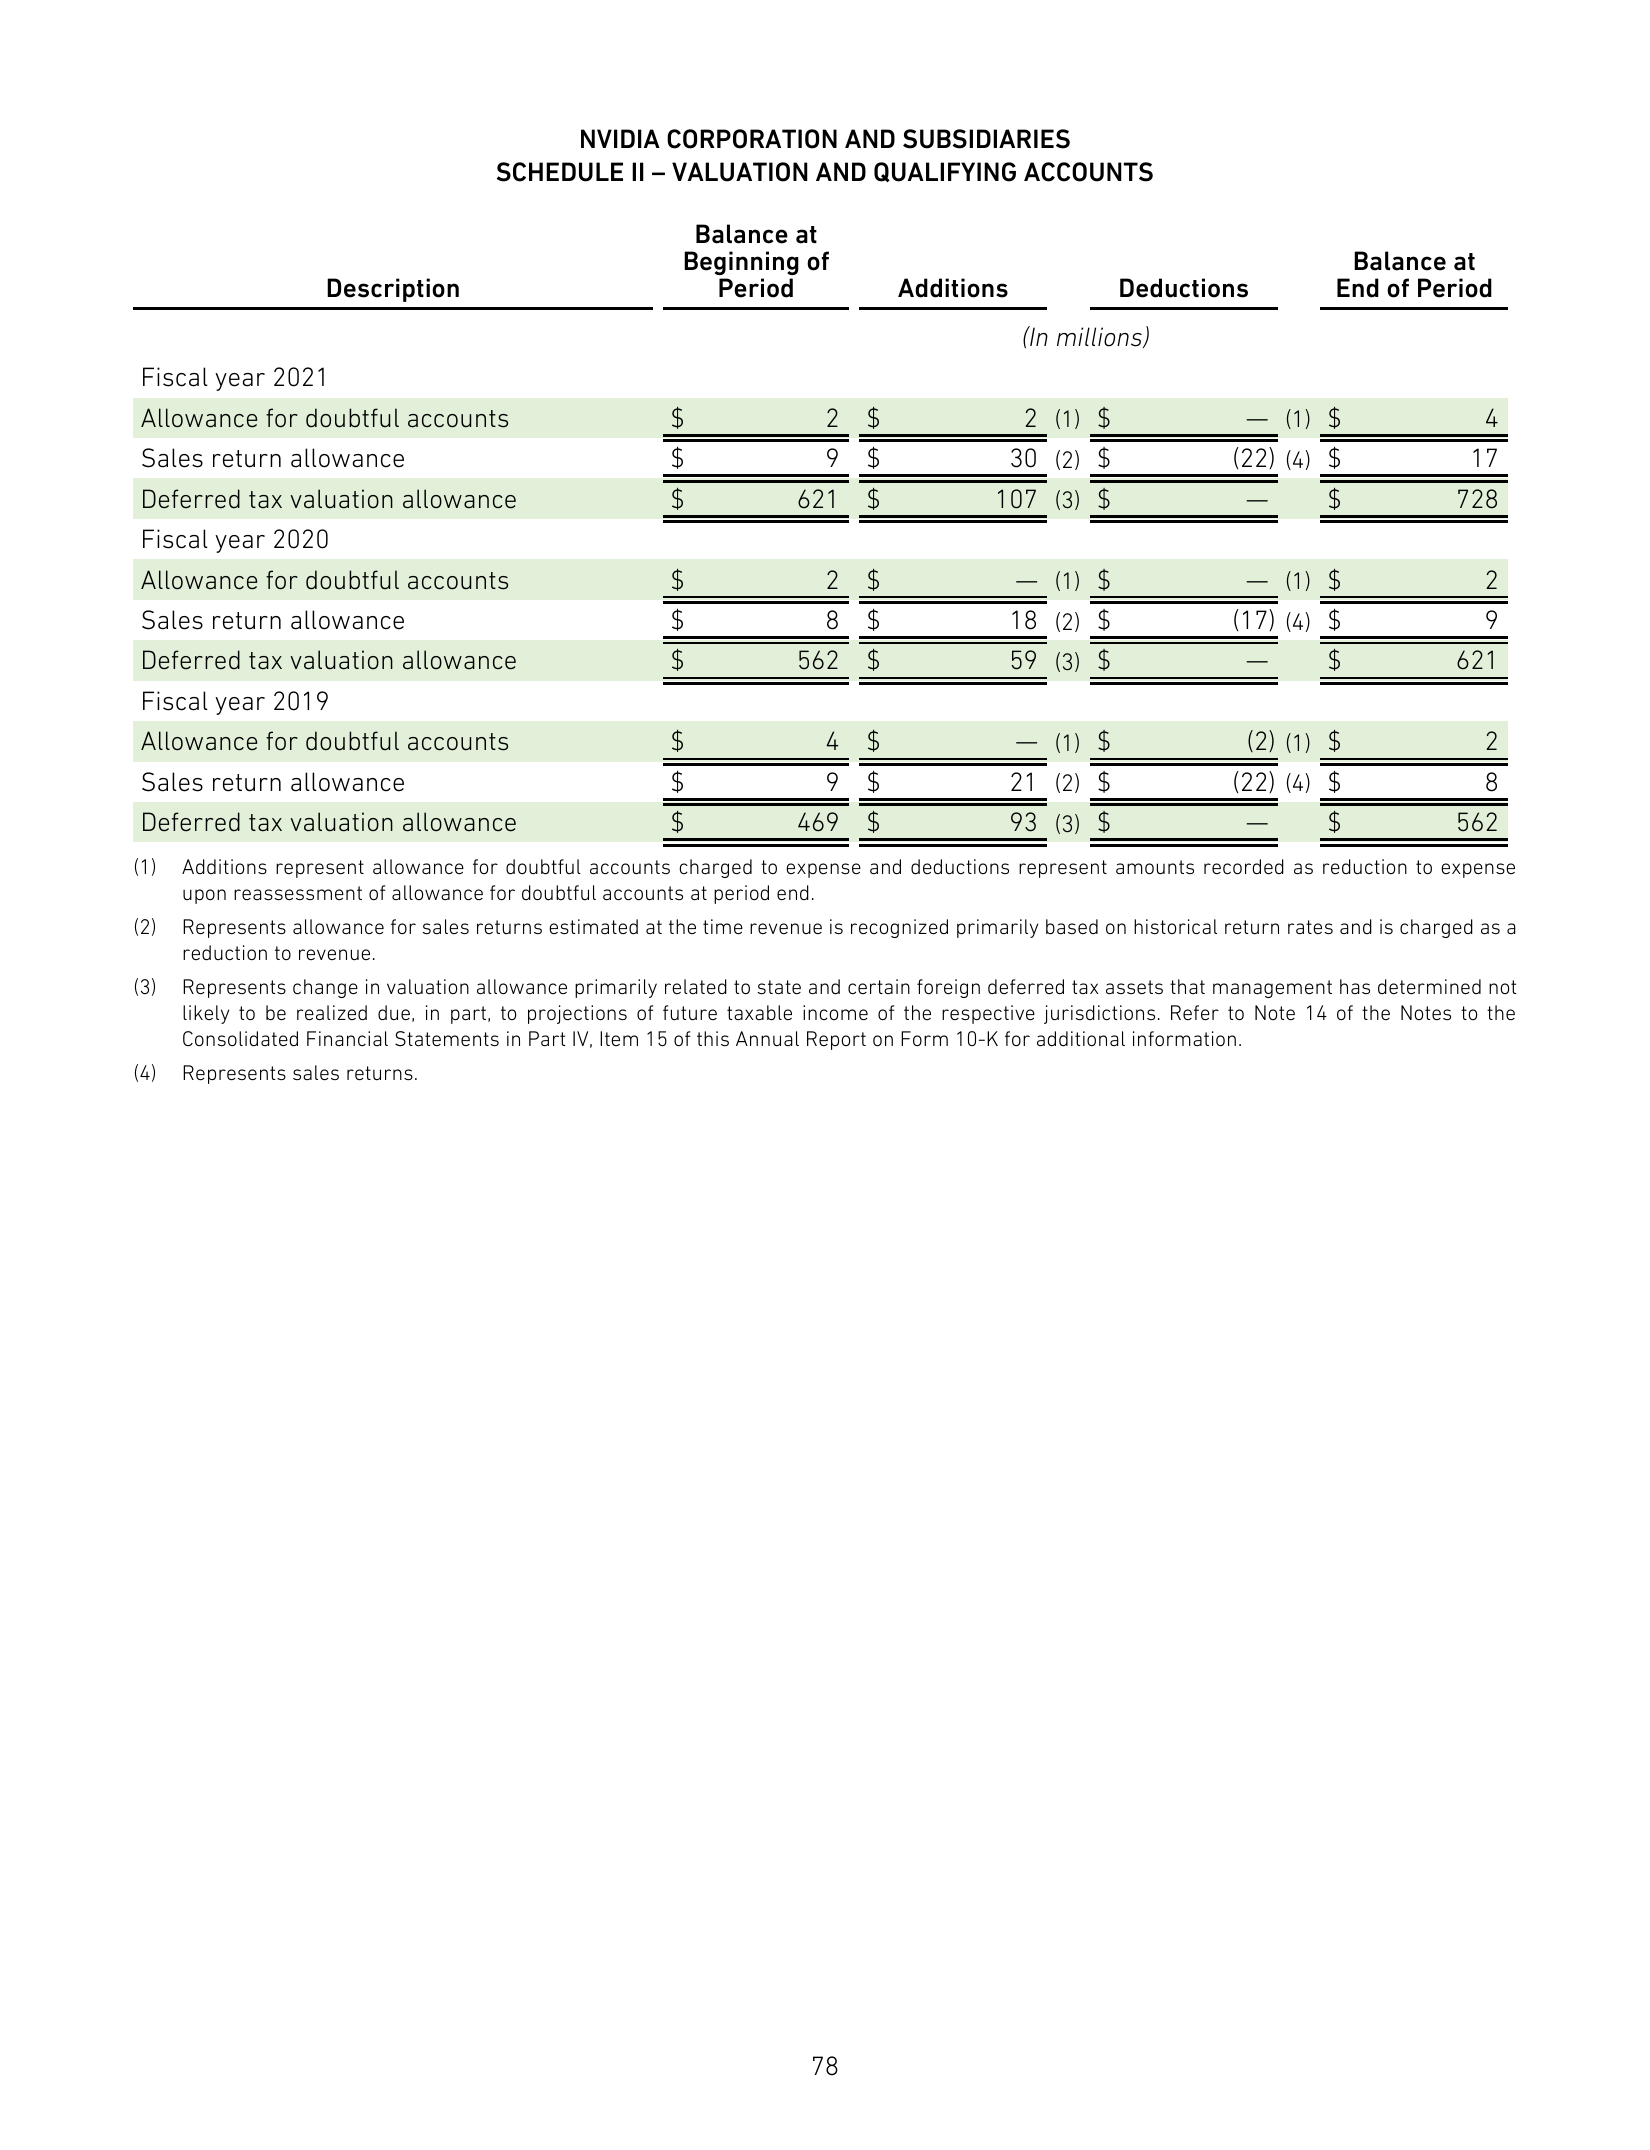 NVIDIA CORPORATION AND SUBSIDIARIES
SCHEDULE II – VALUATION AND QUALIFYING ACCOUNTS
Description Balance at Beginning of Period Additions Deductions Balance at End of Period
(In millions)
Fiscal year 2021
Allowance for doubtful accounts $ 2 $ 2 (1) $ — (1) $ 4
Sales return allowance $ 9 $ 30 (2) $ (22) (4) $ 17
Deferred tax valuation allowance $ 621 $ 107 (3) $ — $ 728
Fiscal year 2020
Allowance for doubtful accounts $ 2 $ — (1) $ — (1) $ 2
Sales return allowance $ 8 $ 18 (2) $ (17) (4) $ 9
Deferred tax valuation allowance $ 562 $ 59 (3) $ — $ 621
Fiscal year 2019
Allowance for doubtful accounts $ 4 $ — (1) $ (2) (1) $ 2
Sales return allowance $ 9 $ 21 (2) $ (22) (4) $ 8
Deferred tax valuation allowance $ 469 $ 93 (3) $ — $ 562
(1) Additions represent allowance for doubtful accounts charged to expense and deductions represent amounts recorded as reduction to expense
upon reassessment of allowance for doubtful accounts at period end.
(2) Represents allowance for sales returns estimated at the time revenue is recognized primarily based on historical return rates and is charged as a
reduction to revenue.
(3) Represents change in valuation allowance primarily related to state and certain foreign deferred tax assets that management has determined not
likely to be realized due, in part, to projections of future taxable income of the respective jurisdictions. Refer to Note 14 of the Notes to the
Consolidated Financial Statements in Part IV, Item 15 of this Annual Report on Form 10-K for additional information.
(4) Represents sales returns.
78